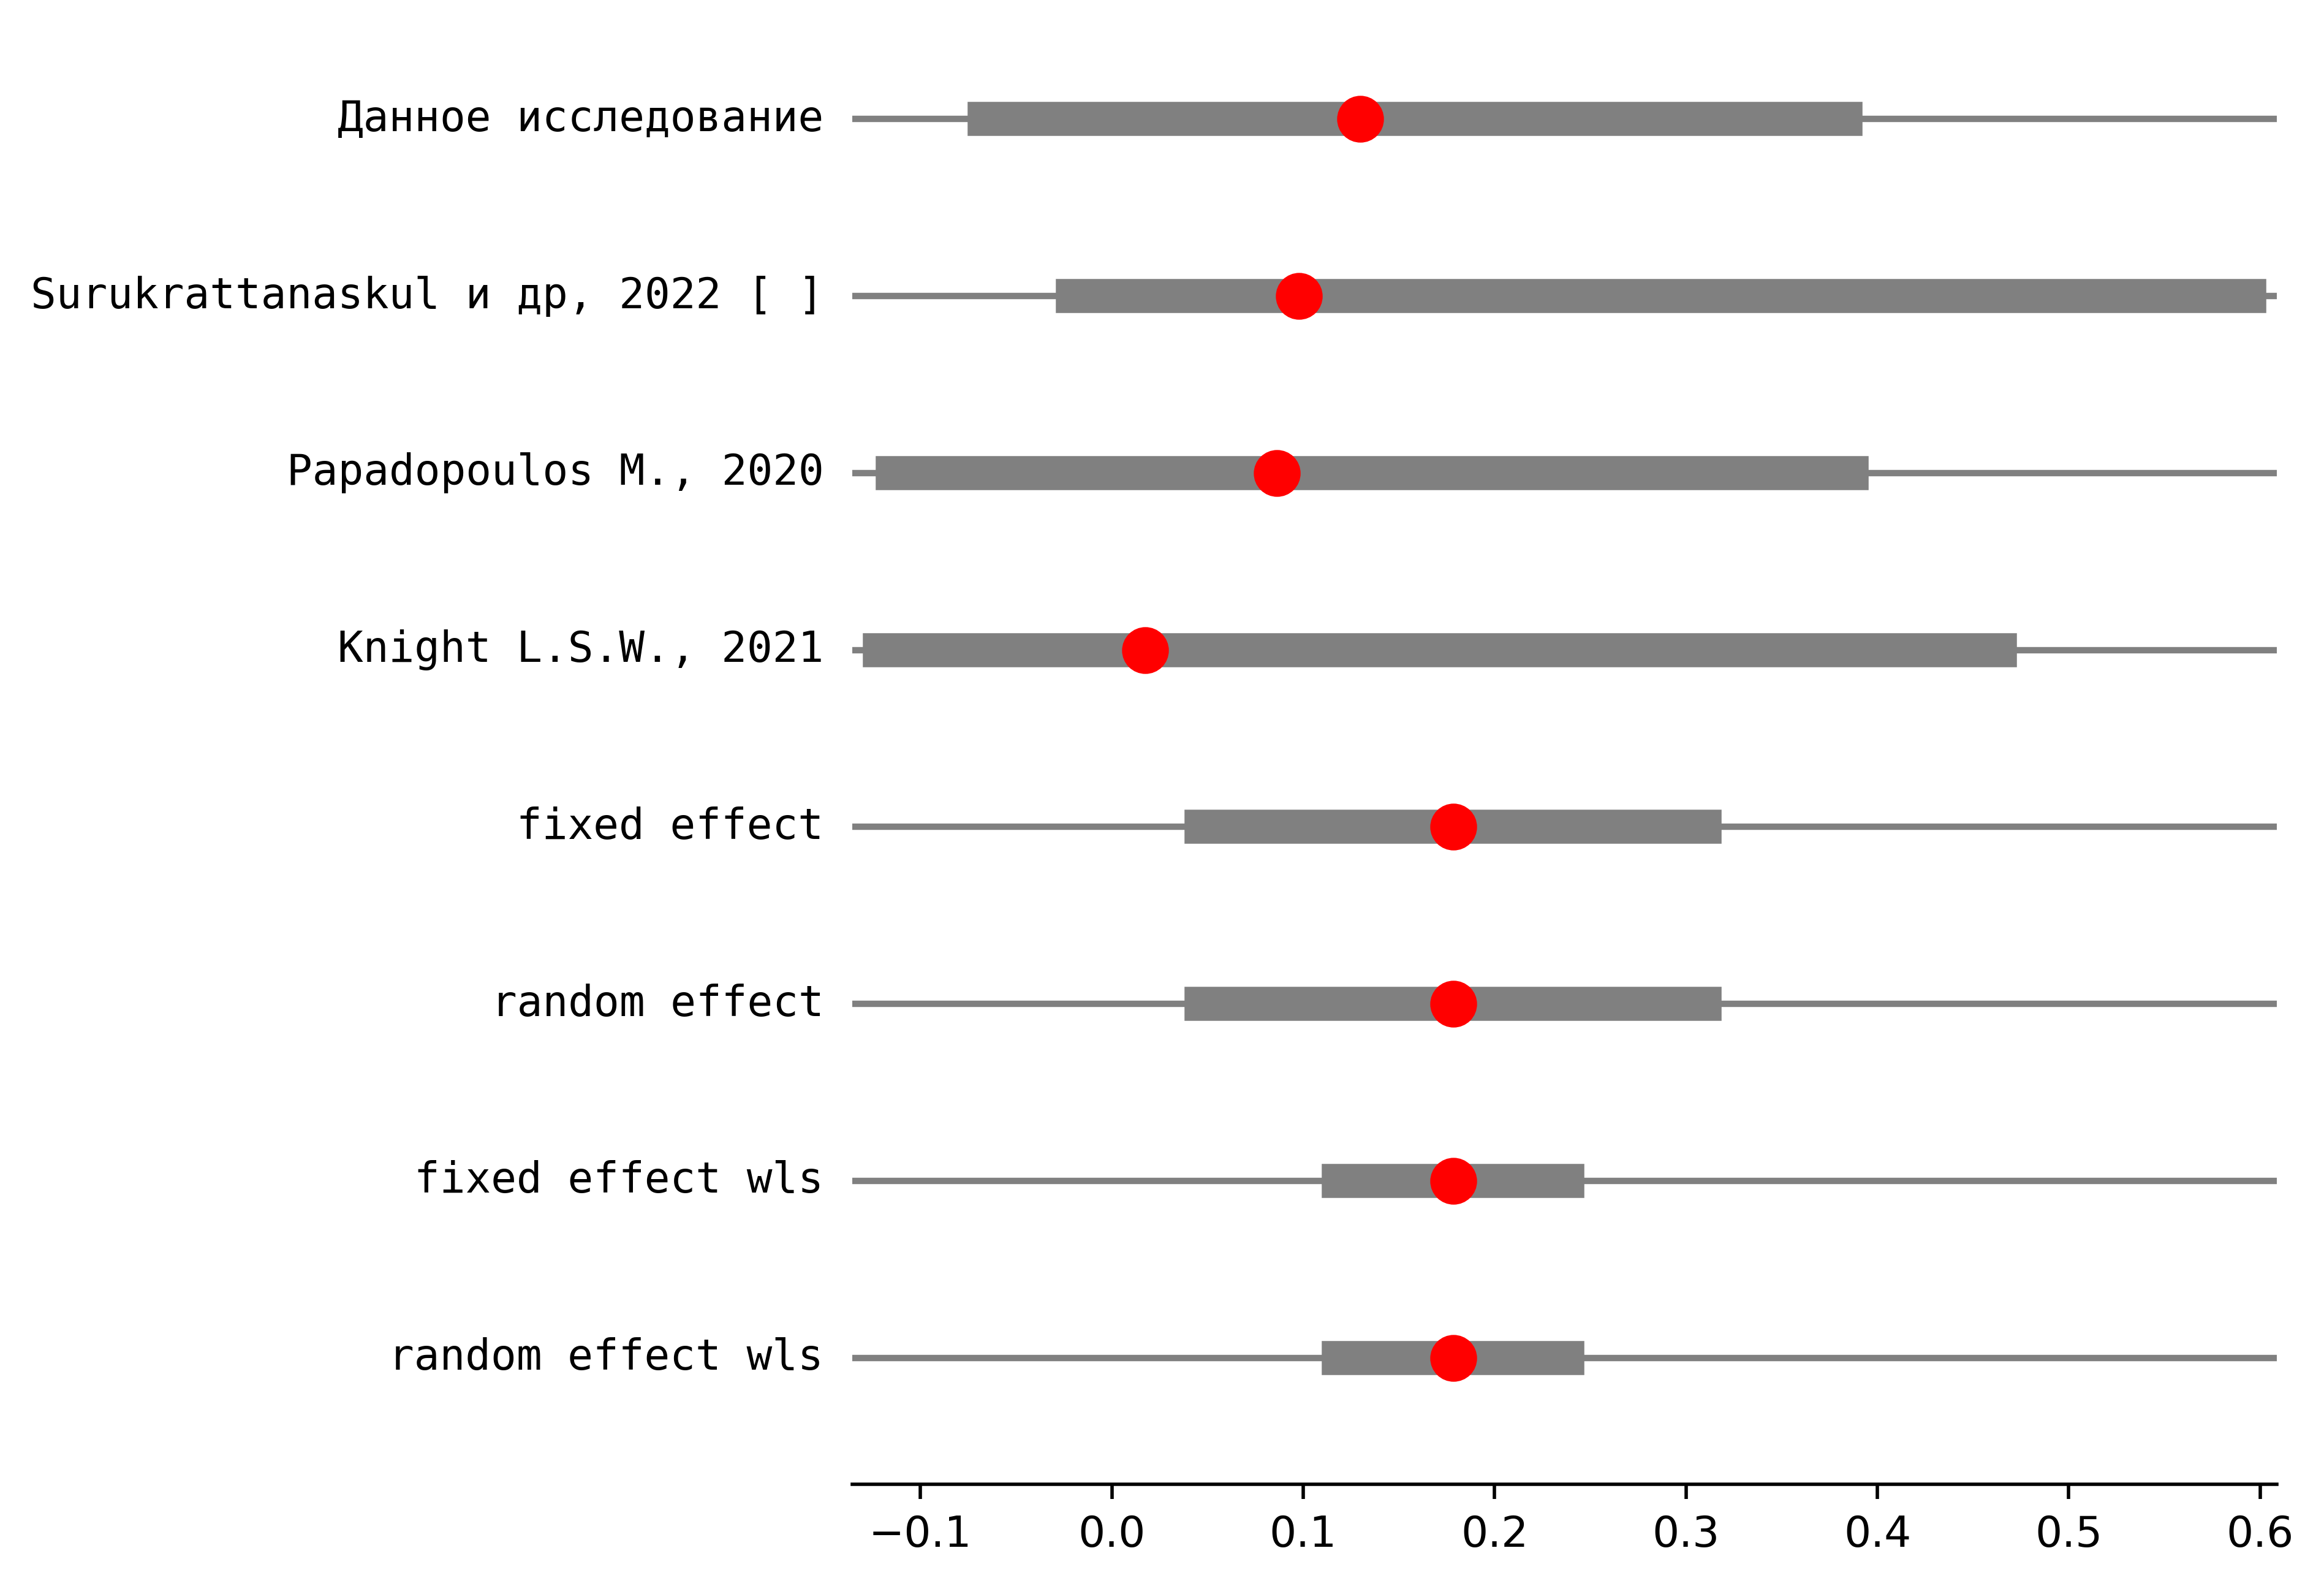 Данное исследование
Surukrattanaskul и др, 2022 [ ]
Papadopoulos M., 2020
Knight L.S.W., 2021
fixed effect
random effect
fixed effect wls
random effect wls
−0.1 0.0 0.1 0.2 0.3 0.4 0.5 0.6